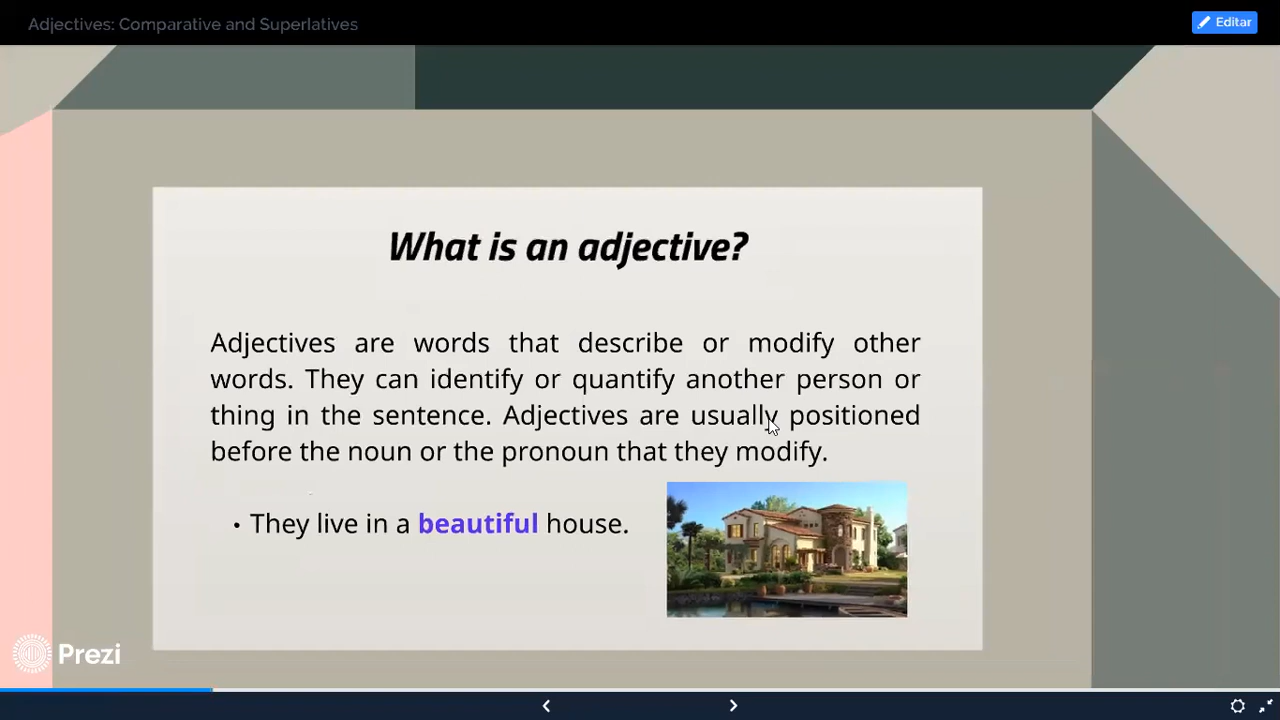 Adjectives: Comparative and Superlatives
Editar
What is an adjective?
Adjectives are words that describe or modify other
words. They can identify or quantify another person or
thing in the sentence. Adjectives are usually positioned
before the noun or the pronoun that they modify.
• They live in a beautiful house.
Prezi